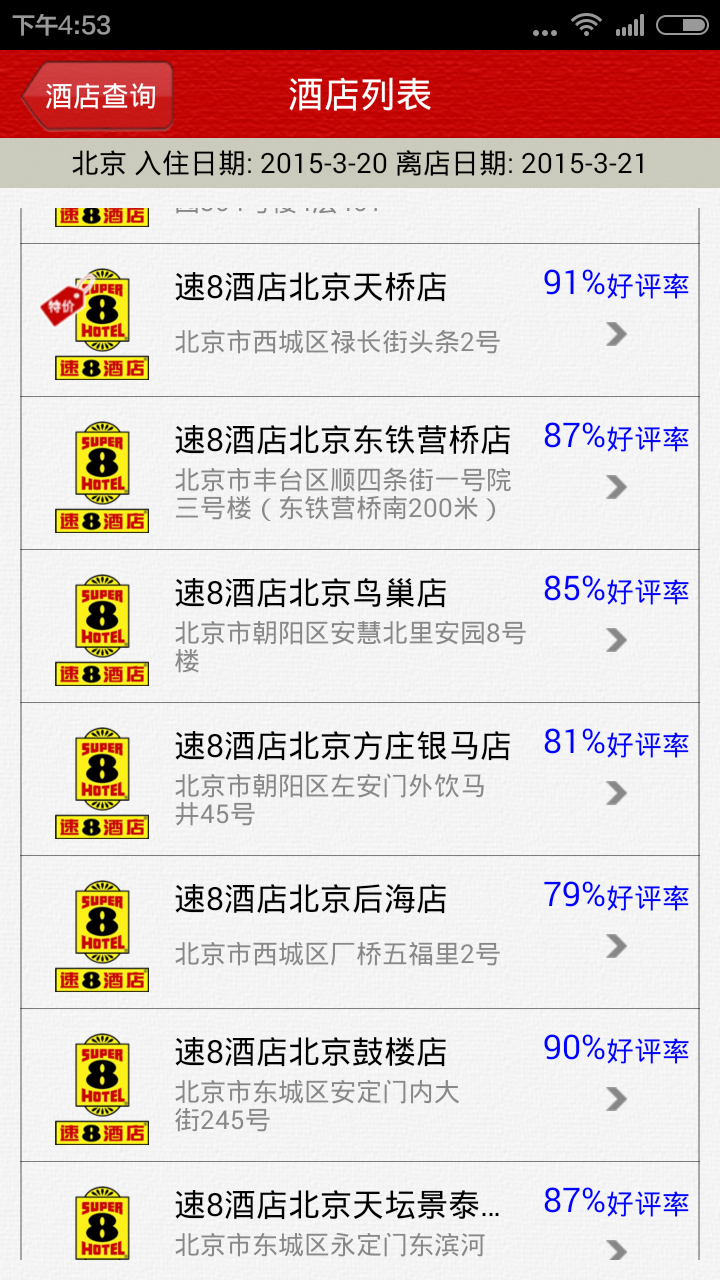 下午4:53
酒店查询
酒店列表
北京 入住日期: 2015-3-20 离店日期: 2015-3-21
速8酒店
特价
SUPER
8
HOTEL
速8酒店
速8酒店北京天桥店
91%好评率
北京市西城区禄长街头条2号
SUPER
8
HOTEL
速8酒店
速8酒店北京东铁营桥店
87%好评率
北京市丰台区顺四条街一号院
三号楼（东铁营桥南200米）
SUPER
8
HOTEL
速8酒店
速8酒店北京鸟巢店
85%好评率
北京市朝阳区安慧北里安园8号
楼
SUPER
8
HOTEL
速8酒店
速8酒店北京方庄银马店
81%好评率
北京市朝阳区左安门外饮马
井45号
SUPER
8
HOTEL
速8酒店
速8酒店北京后海店
79%好评率
北京市西城区厂桥五福里2号
SUPER
8
HOTEL
速8酒店
速8酒店北京鼓楼店
90%好评率
北京市东城区安定门内大
街245号
SUPER
8
HOTEL
速8酒店北京天坛景泰...
87%好评率
北京市东城区永定门东滨河